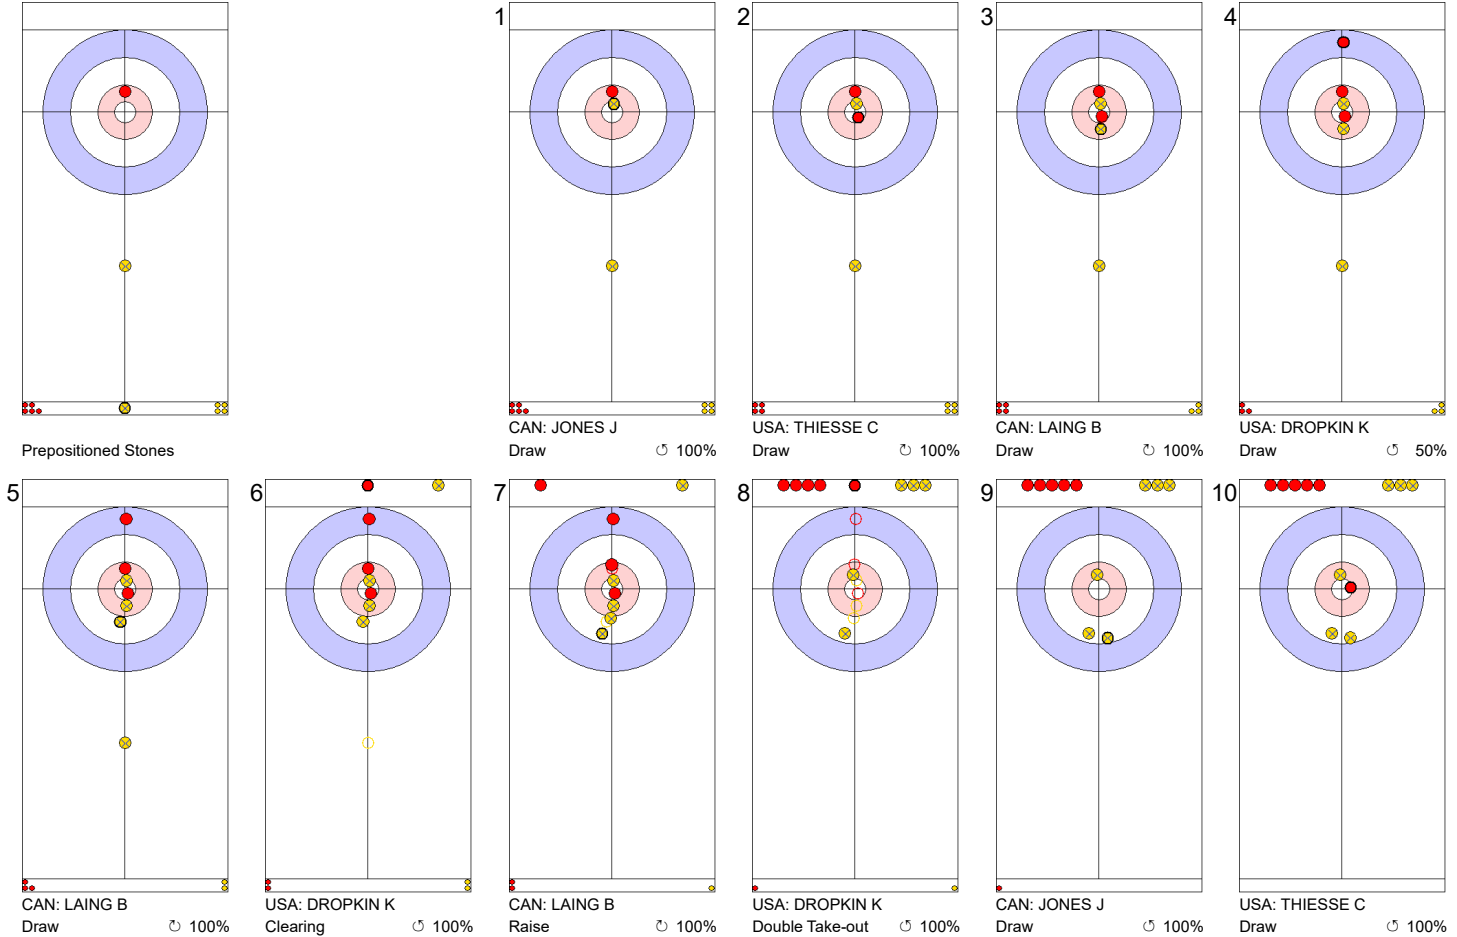 1 2 3 4
Prepositioned Stones
CAN: JONES J
Draw ↺ 100%
USA: THIESSE C
Draw ↻ 100%
CAN: LAING B
Draw ↻ 100%
USA: DROPKIN K
Draw ↺ 50%
5 6 7 8 9 10
CAN: LAING B
Draw ↻ 100%
USA: DROPKIN K
Clearing ↺ 100%
CAN: LAING B
Raise ↻ 100%
USA: DROPKIN K
Double Take-out ↺ 100%
CAN: JONES J
Draw ↺ 100%
USA: THIESSE C
Draw ↺ 100%